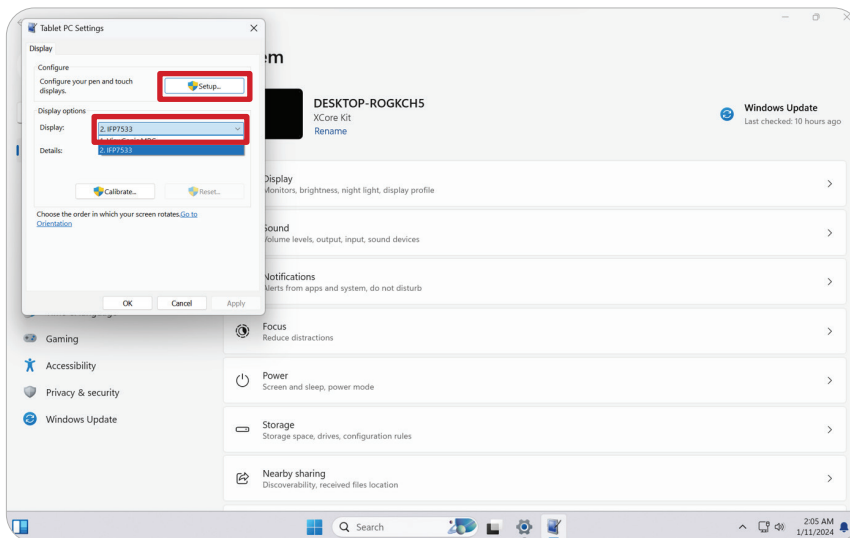 Tablet PC Settings
Display
Configure
Configure your pen and touch
displays.
Setup...
Display options
Display:
2. IFP7533
Details:
2. IFP7533
Calibrate...
Reset...
Choose the order in which your screen rotates.Go to
Orientation
OK
Cancel
Apply
Gaming
Accessibility
Privacy & security
Windows Update
DESKTOP-ROGKCH5
XCore Kit
Rename
Windows Update
Last checked: 10 hours ago
Display
Monitors, brightness, night light, display profile
Sound
Volume levels, output, input, sound devices
Notifications
Alerts from apps and system, do not disturb
Focus
Reduce distractions
Power
Screen and sleep, power mode
Storage
Storage space, drives, configuration rules
Nearby sharing
Discoverability, received files location
Search
2:05 AM
1/11/2024